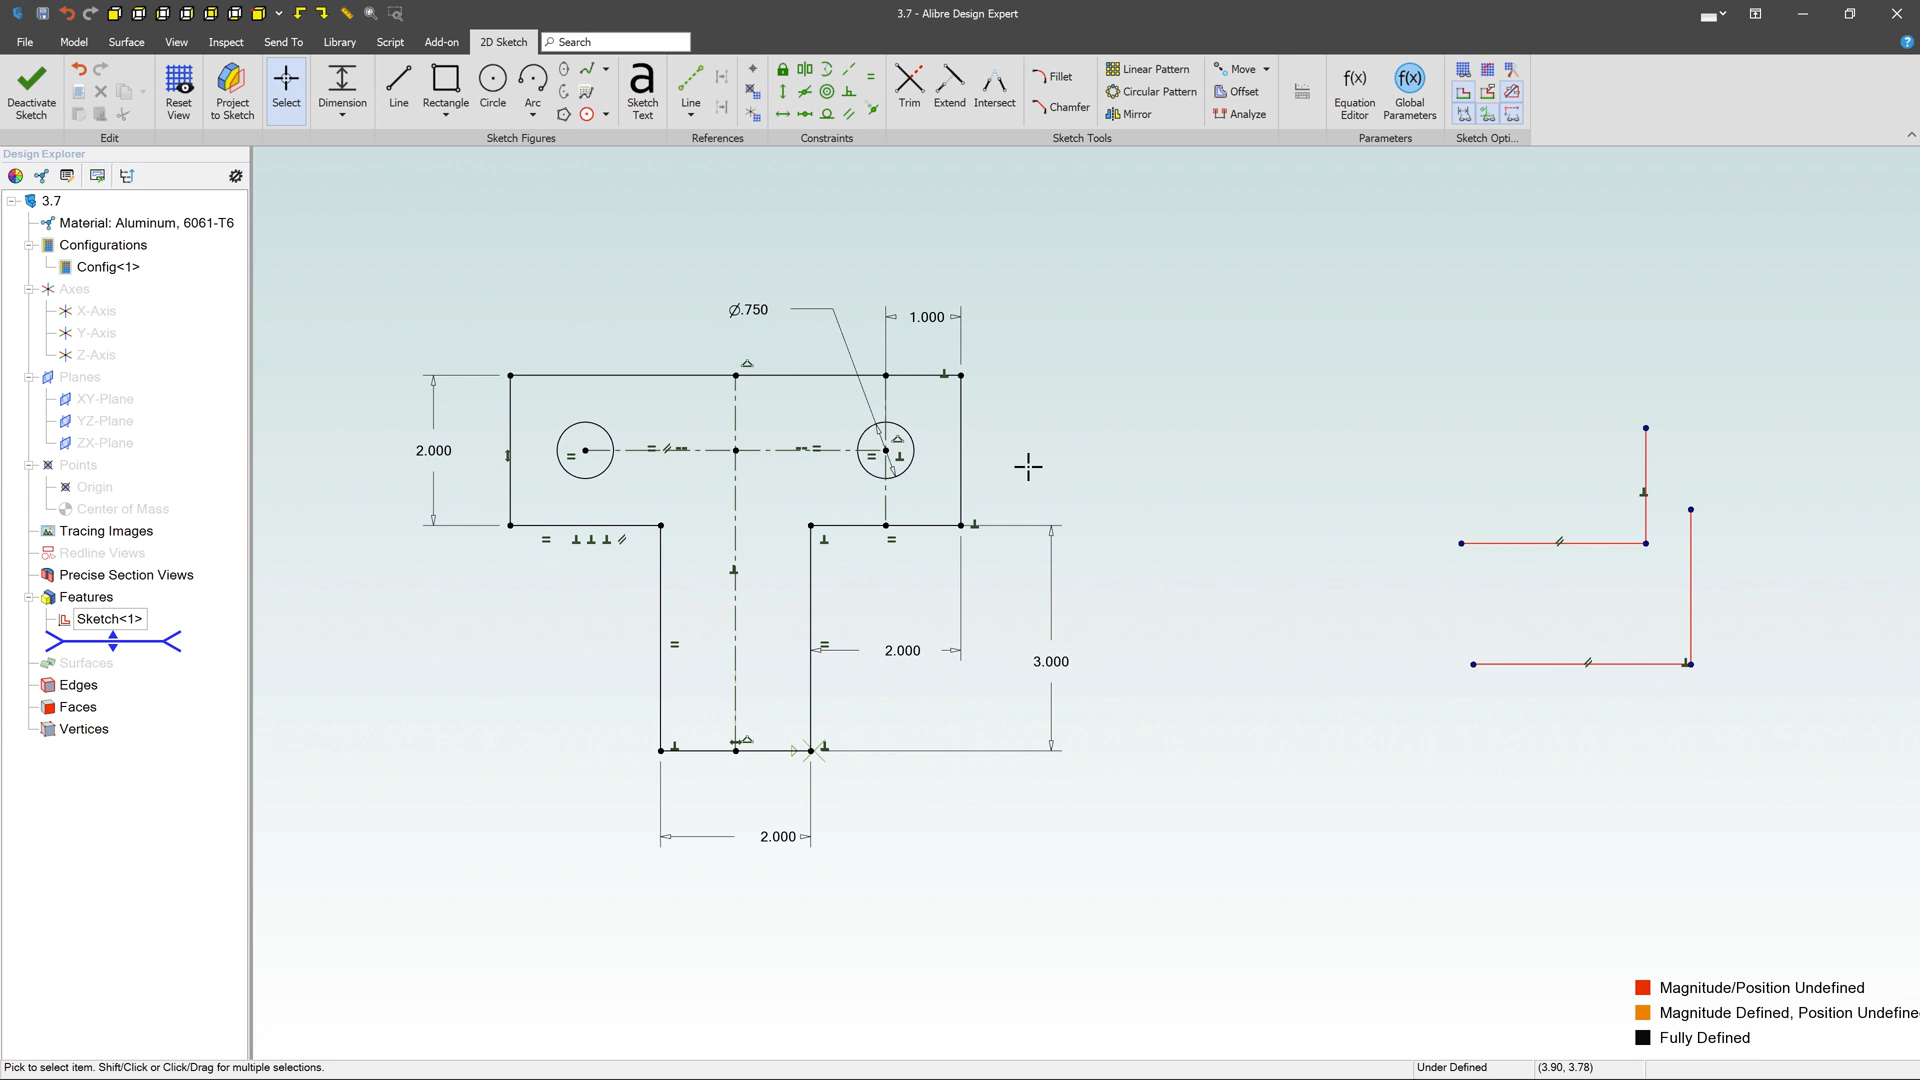 3.7 - Alibre Design Expert
File Model Surface View Inspect Send To Library Script Add-on 2D Sketch Search
Deactivate Sketch
Reset View
Project to Sketch
Select
Dimension
Line
Rectangle
Circle
Arc
Sketch Text
Line
Trim
Extend
Intersect
Fillet
Chamfer
Linear Pattern
Circular Pattern
Mirror
Move
Offset
Analyze
f(x)
Equation Editor
f(x)
Global Parameters
Edit Sketch Figures References Constraints Sketch Tools Parameters Sketch Opti...
Design Explorer
3.7
Material: Aluminum, 6061-T6
Configurations
Config<1>
Axes
X-Axis
Y-Axis
Z-Axis
Planes
XY-Plane
YZ-Plane
ZX-Plane
Points
Origin
Center of Mass
Tracing Images
Redline Views
Precise Section Views
Features
Sketch<1>
Surfaces
Edges
Faces
Vertices
Ø.750
1.000
2.000
2.000
3.000
2.000
Magnitude/Position Undefined
Magnitude Defined, Position Undefine
Fully Defined
Pick to select item. Shift/Click or Click/Drag for multiple selections.
Under Defined
(3.90, 3.78)